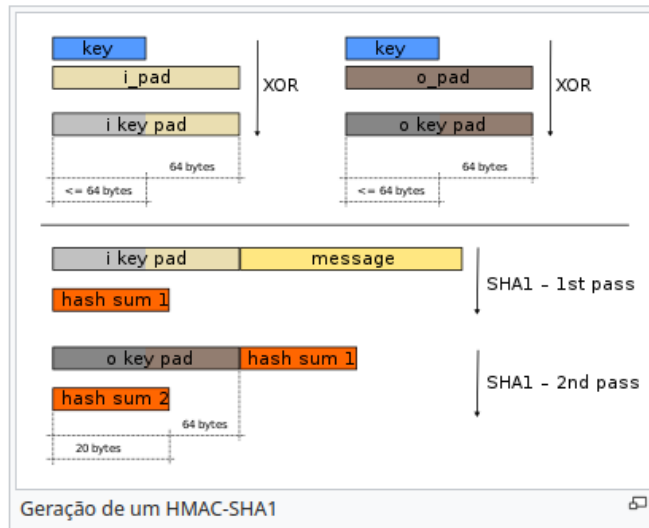 key
i_pad
XOR
i key pad
64 bytes
<= 64 bytes
key
o_pad
XOR
o key pad
64 bytes
<= 64 bytes
i key pad message
SHA1 - 1st pass
hash sum 1
o key pad hash sum 1
SHA1 - 2nd pass
hash sum 2
64 bytes
20 bytes
Geração de um HMAC-SHA1